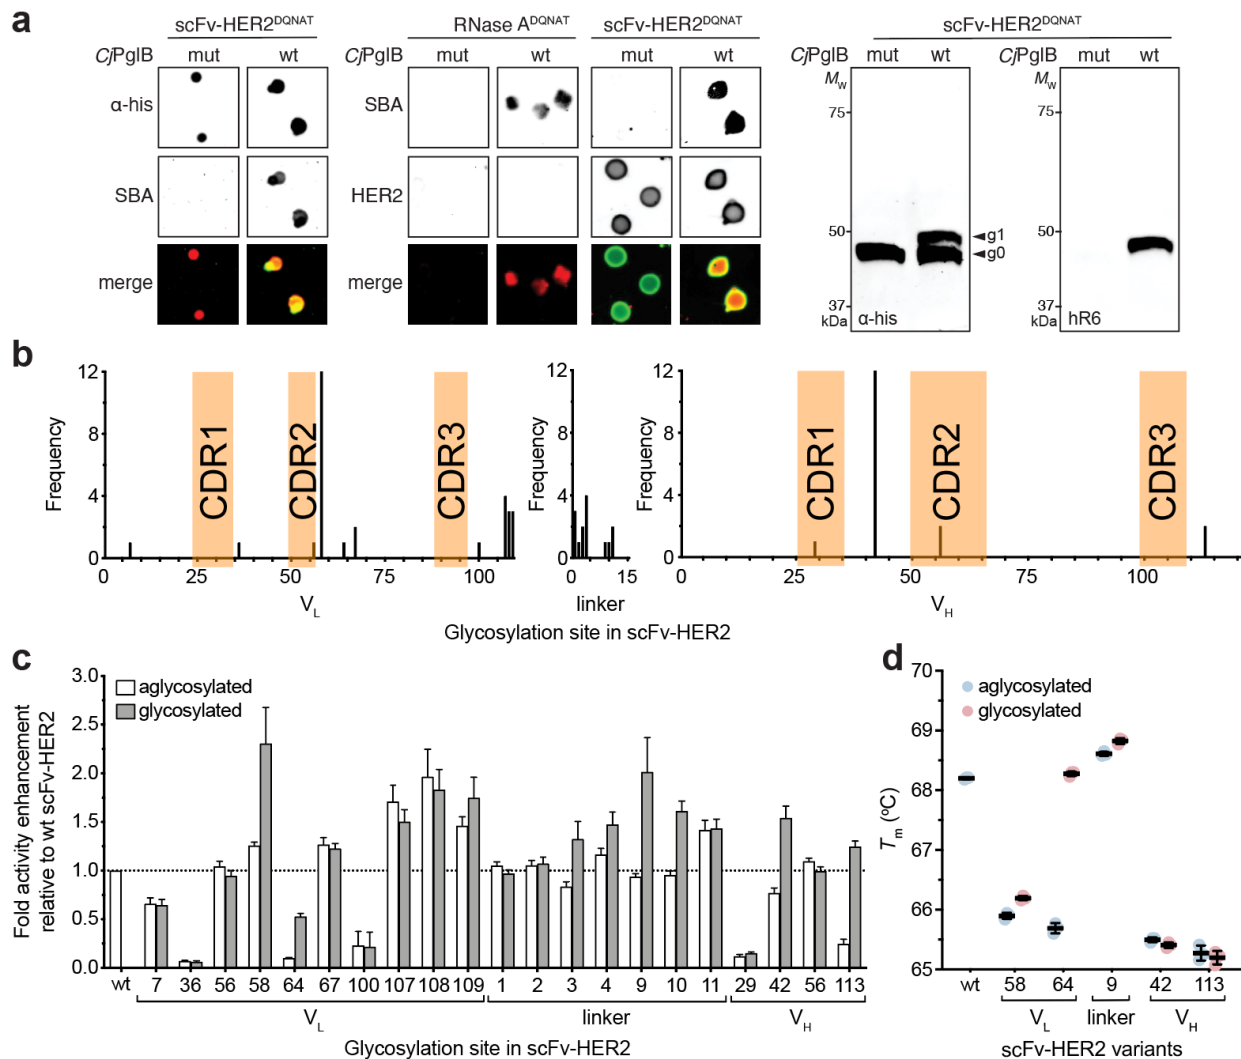 a
scFv-HER2DQNAT
RNase ADQNAT
scFv-HER2DQNAT
scFv-HER2DQNAT
CjPglB mut wt
CjPglB mut wt mut wt
CjPglB mut wt
CjPglB mut wt
α-his
SBA
merge
SBA
HER2
merge
Mw
75
50
37
kDa
α-his
g1
g0
Mw
75
50
37
kDa
hR6
b
Frequency
12
8
4
0
CDR1
CDR2
CDR3
0 25 50 75 100
VL
Frequency
12
8
4
0
0 15
linker
Frequency
12
8
4
0
CDR1
CDR2
CDR3
0 25 50 75 100
VH
Glycosylation site in scFv-HER2
c
Fold activity enhancement
relative to wt scFv-HER2
3.0
2.5
2.0
1.5
1.0
0.5
0.0
aglycosylated
glycosylated
wt 7 36 56 58 64 67 100 107 108 109 1 2 3 4 9 10 11 29 42 56 113
VL linker VH
Glycosylation site in scFv-HER2
d
Tm (ºC)
70
69
68
67
66
65
aglycosylated
glycosylated
wt 58 64 9 42 113
VL linker VH
scFv-HER2 variants